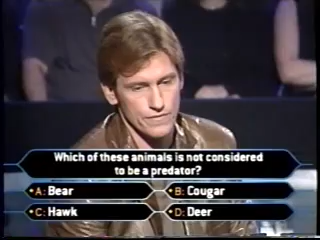 Which of these animals is not considered
to be a predator?
A: Bear
B: Cougar
C: Hawk
D: Deer